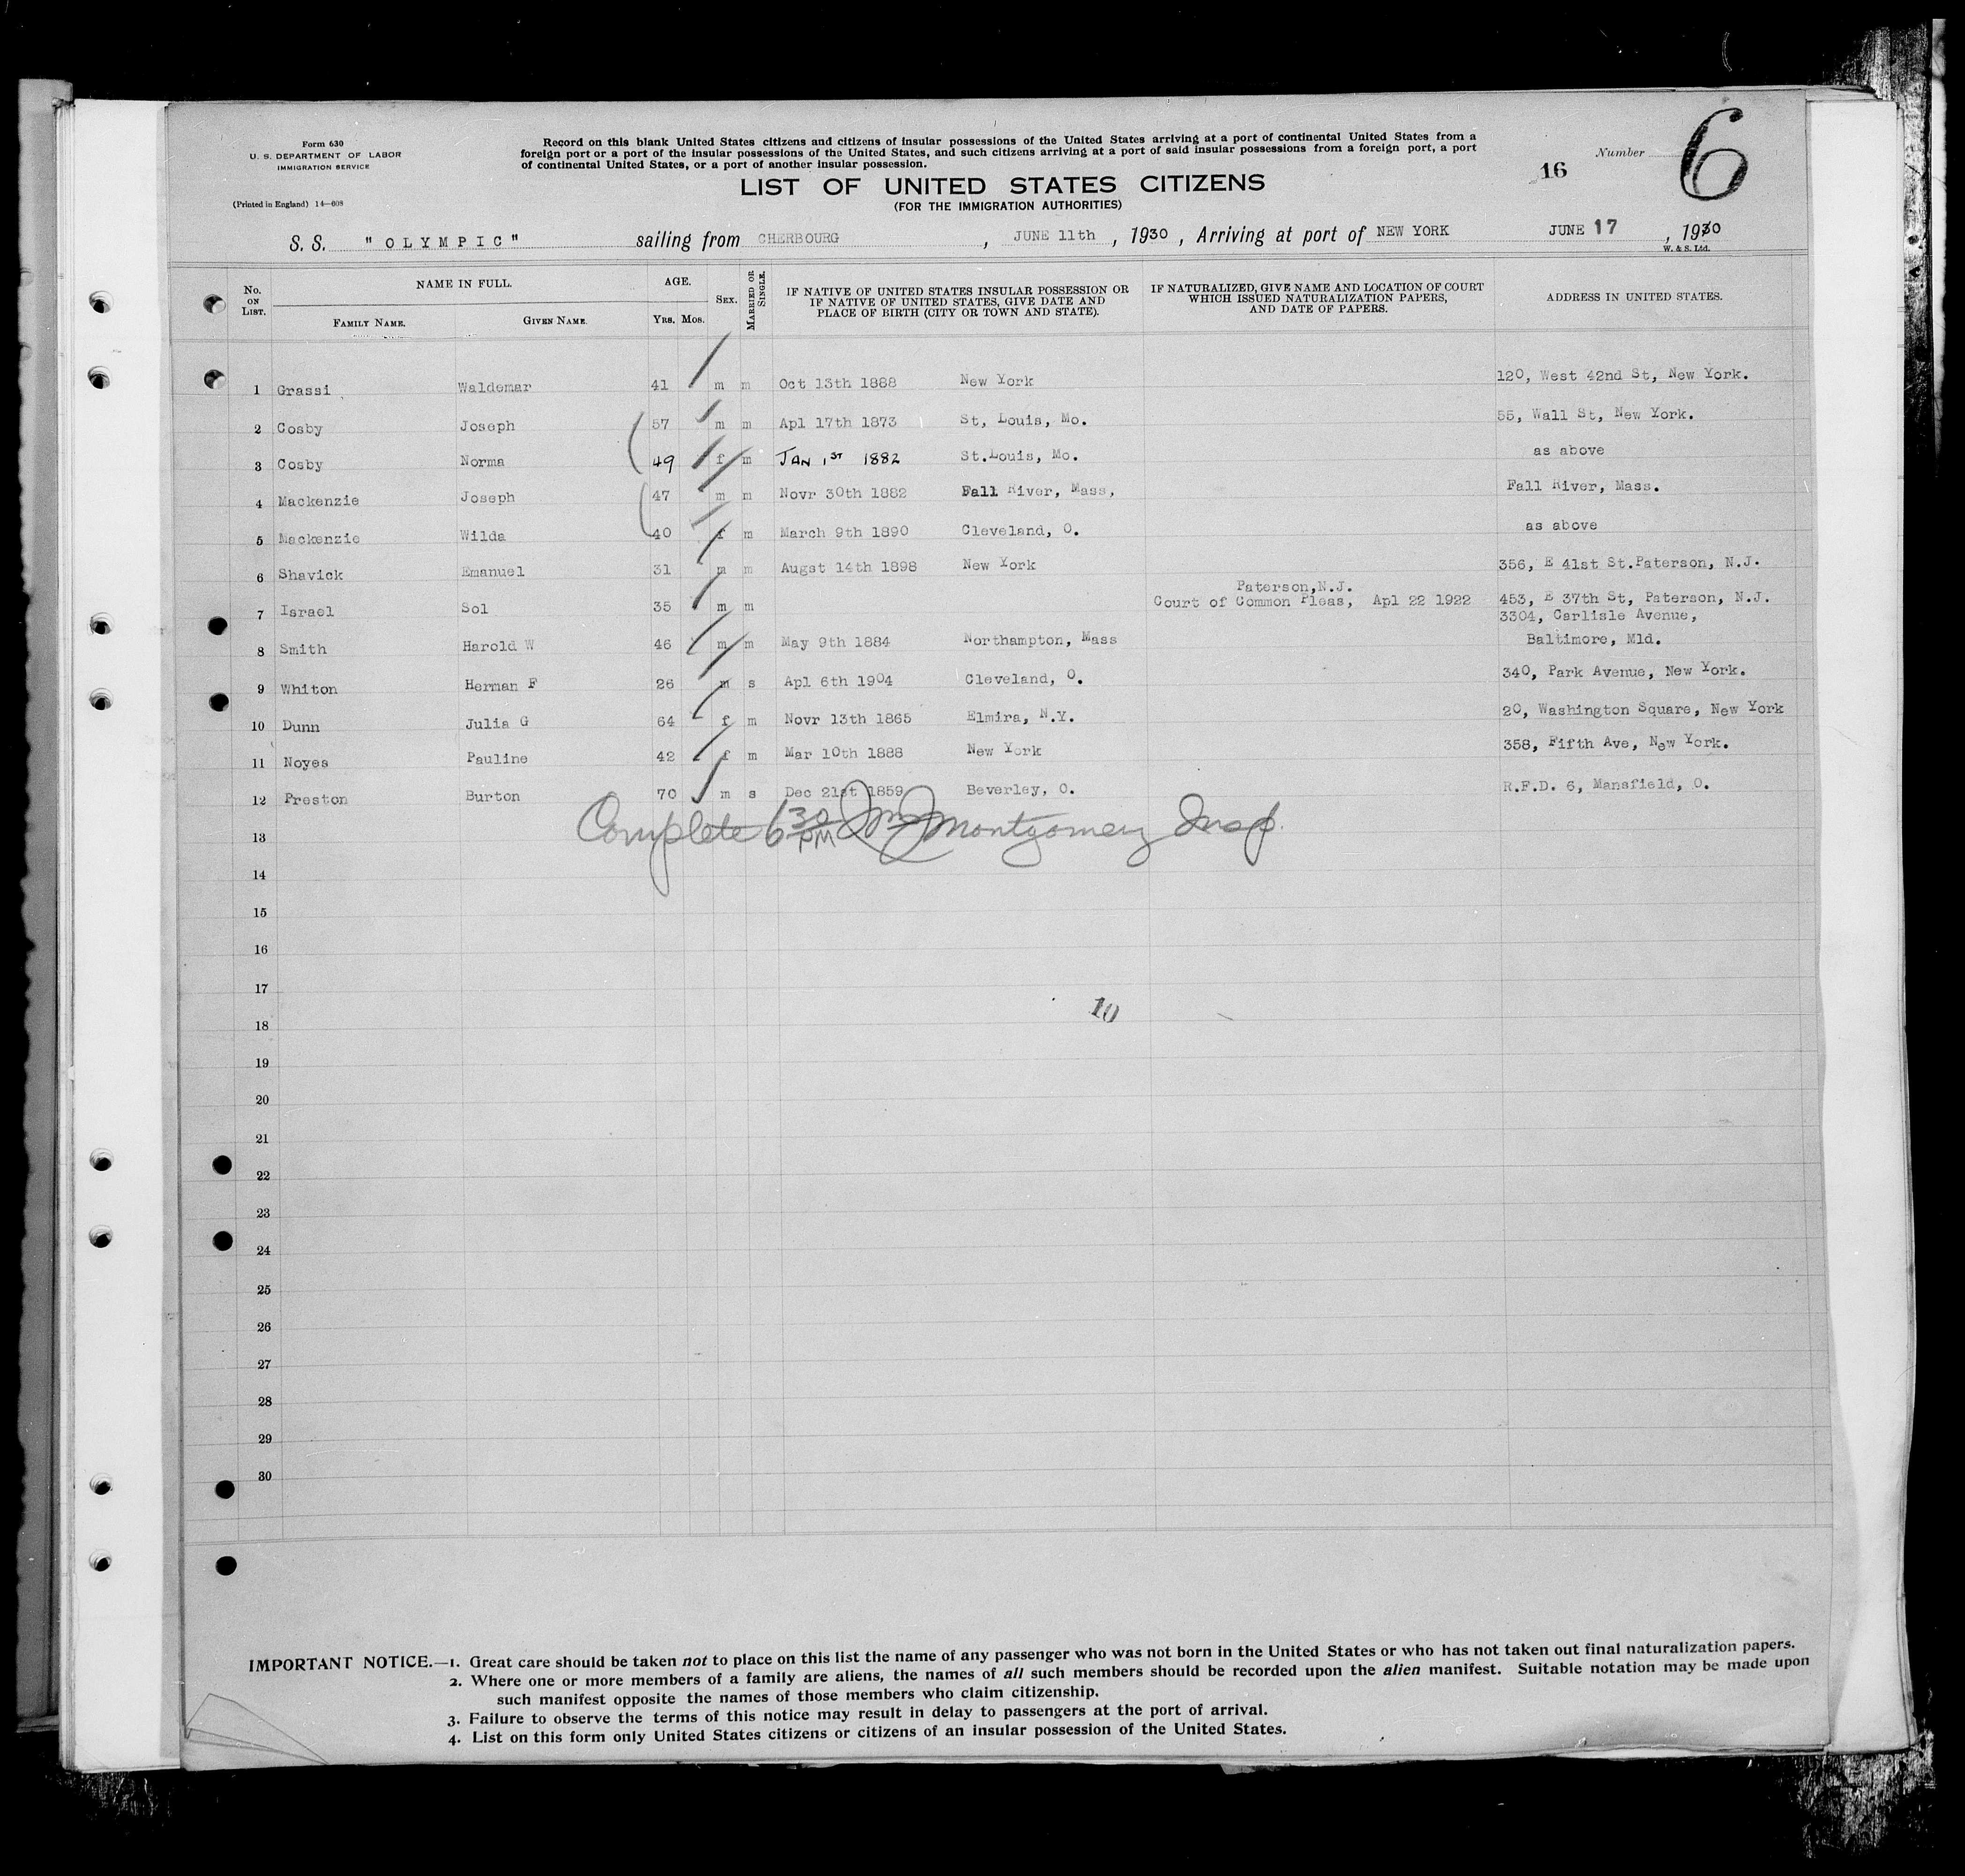 Form 630
U. S. DEPARTMENT OF LABOR
IMMIGRATION SERVICE
(Printed in England) 14—608
Record on this blank United States citizens and citizens of insular possessions of the United States arriving at a port of continental United States from a
foreign port or a port of the insular possessions of the United States, and such citizens arriving at a port of said insular possessions from a foreign port, a port
of continental United States, or a port of another insular possession.
LIST OF UNITED STATES CITIZENS
(FOR THE IMMIGRATION AUTHORITIES)
16
Number 6
S. S. "OLYMPIC" sailing from CHERBOURG, JUNE 11th, 1930, Arriving at port of NEW YORK JUNE 17, 1930
W. & S. Ltd.
No. ON LIST.
NAME IN FULL.
FAMILY NAME. GIVEN NAME.
AGE.
YRS. MOS.
SEX.
MARRIED OR SINGLE.
IF NATIVE OF UNITED STATES INSULAR POSSESSION OR
IF NATIVE OF UNITED STATES, GIVE DATE AND
PLACE OF BIRTH (CITY OR TOWN AND STATE).
IF NATURALIZED, GIVE NAME AND LOCATION OF COURT
WHICH ISSUED NATURALIZATION PAPERS,
AND DATE OF PAPERS.
ADDRESS IN UNITED STATES.
1 Grassi Waldemar 41 m m Oct 13th 1888 New York 120, West 42nd St, New York.
2 Cosby Joseph 57 m m Apl 17th 1873 St, Louis, Mo. 55, Wall St, New York.
3 Cosby Norma 49 f m JAN 1ST 1882 St.Louis, Mo. as above
4 Mackenzie Joseph 47 m m Novr 30th 1882 Fall River, Mass, Fall River, Mass.
5 Mackenzie Wilda 40 f m March 9th 1890 Cleveland, O. as above
6 Shavick Emanuel 31 m m Augst 14th 1898 New York 356, E 41st St.Paterson, N.J.
Paterson,N.J.
7 Israel Sol 35 m m Court of Common Pleas, Apl 22 1922 453, E 37th St, Paterson, N.J.
3304, Carlisle Avenue,
8 Smith Harold W 46 m m May 9th 1884 Northampton, Mass Baltimore, Mld.
9 Whiton Herman F 26 m s Apl 6th 1904 Cleveland, O. 340, Park Avenue, New York.
10 Dunn Julia G 64 f m Novr 13th 1865 Elmira, N.Y. 20, Washington Square, New York
11 Noyes Pauline 42 f m Mar 10th 1888 New York 358, Fifth Ave, New York.
12 Preston Burton 70 m s Dec 21st 1859 Beverley, O. R.F.D. 6, Mansfield, O.
Complete 6 30 PM Montgomery Insp.
13
14
15
16
17
10
18
19
20
21
22
23
24
25
26
27
28
29
30
IMPORTANT NOTICE.—1. Great care should be taken not to place on this list the name of any passenger who was not born in the United States or who has not taken out final naturalization papers.
2. Where one or more members of a family are aliens, the names of all such members should be recorded upon the alien manifest. Suitable notation may be made upon
such manifest opposite the names of those members who claim citizenship.
3. Failure to observe the terms of this notice may result in delay to passengers at the port of arrival.
4. List on this form only United States citizens or citizens of an insular possession of the United States.